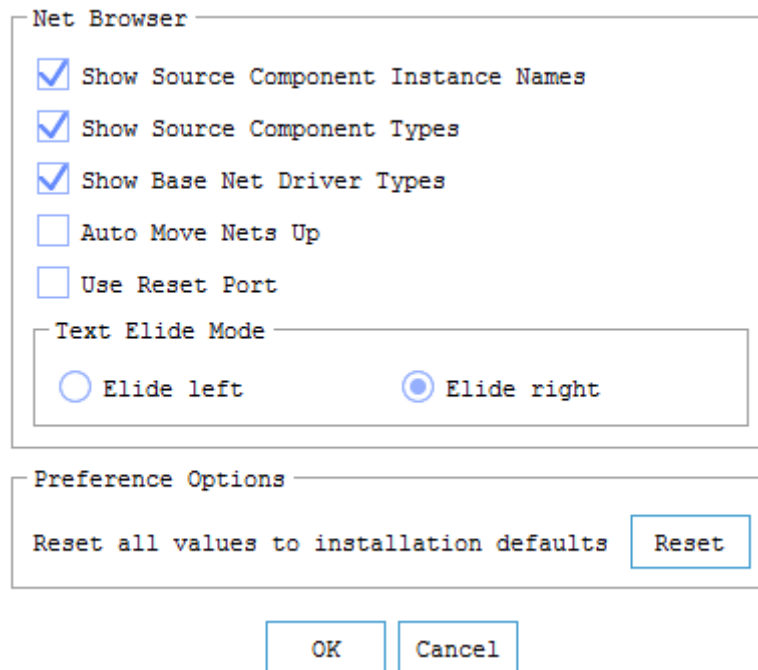 Net Browser
Show Source Component Instance Names
Show Source Component Types
Show Base Net Driver Types
Auto Move Nets Up
Use Reset Port
Text Elide Mode
Elide left Elide right
Preference Options
Reset all values to installation defaults Reset
OK Cancel